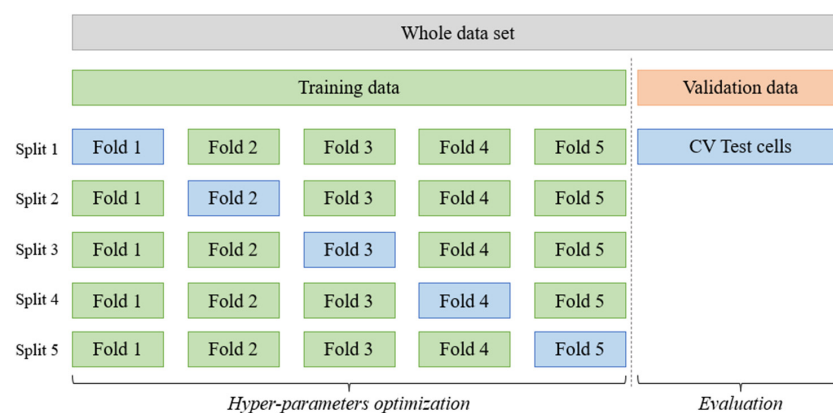 Whole data set
Training data Validation data
Split 1 Fold 1 Fold 2 Fold 3 Fold 4 Fold 5 CV Test cells
Split 2 Fold 1 Fold 2 Fold 3 Fold 4 Fold 5
Split 3 Fold 1 Fold 2 Fold 3 Fold 4 Fold 5
Split 4 Fold 1 Fold 2 Fold 3 Fold 4 Fold 5
Split 5 Fold 1 Fold 2 Fold 3 Fold 4 Fold 5
Hyper-parameters optimization Evaluation